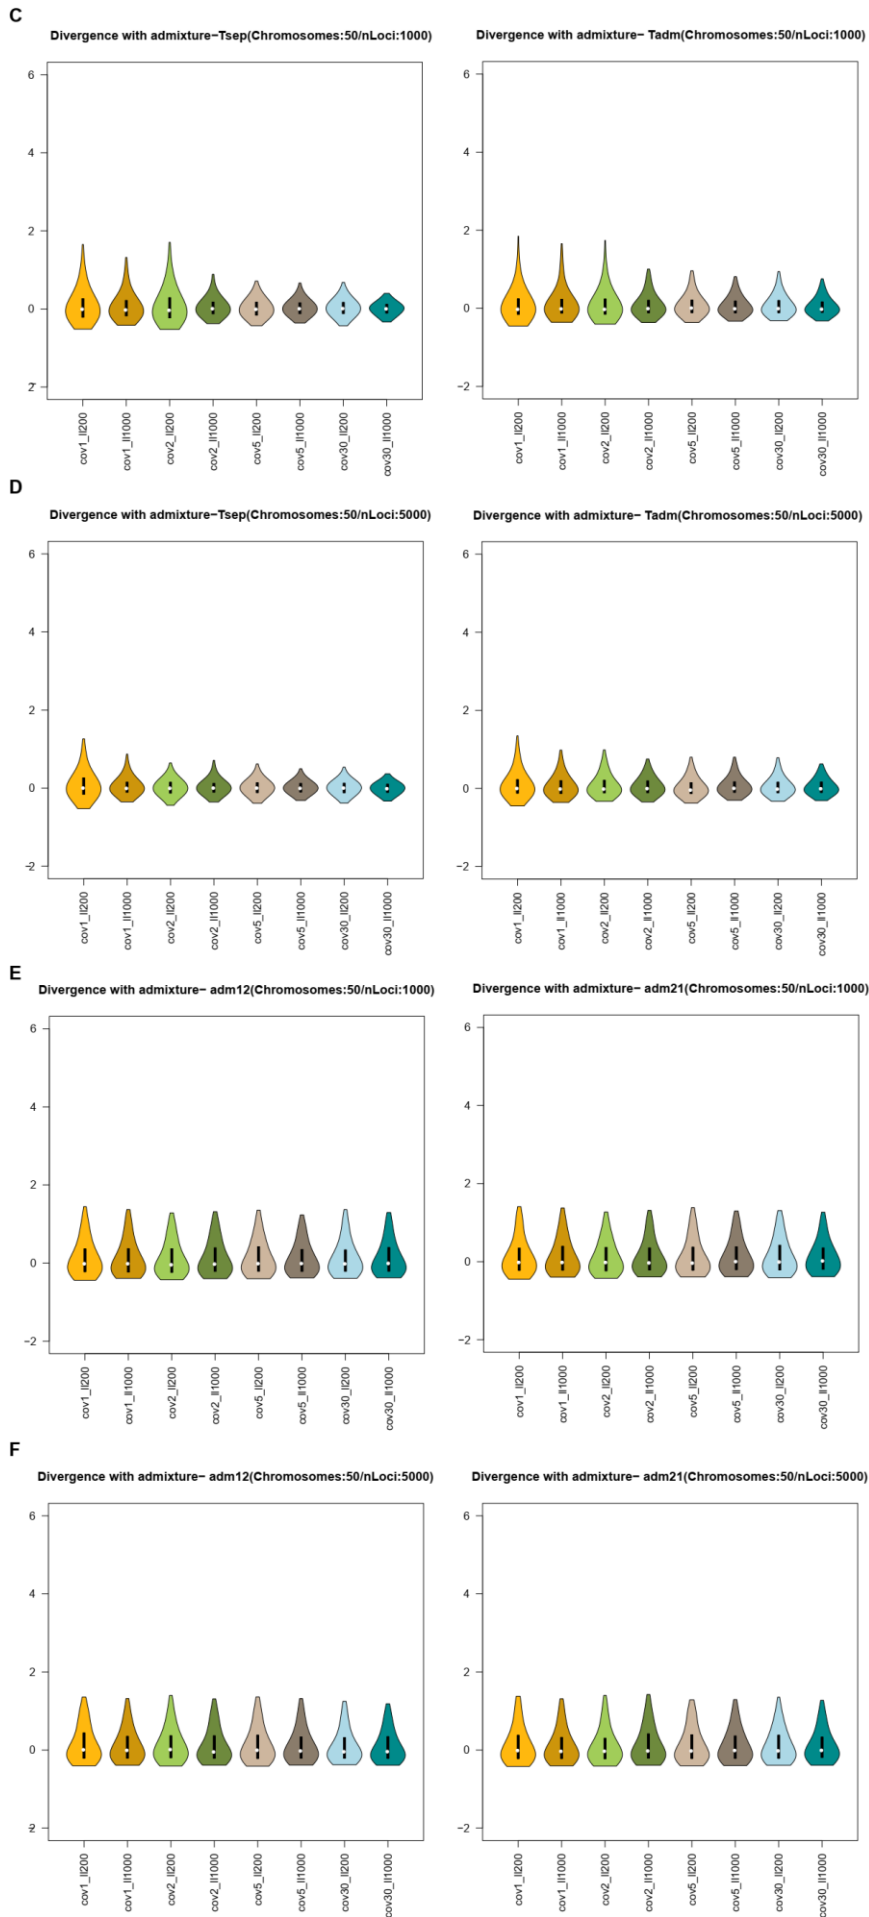 C
Divergence with admixture−Tsep(Chromosomes:50/nLoci:1000)
Divergence with admixture− Tadm(Chromosomes:50/nLoci:1000)
6
4
2
0
6
4
2
0
−2
cov1_ll200
cov1_ll1000
cov2_ll200
cov2_ll1000
cov5_ll200
cov5_ll1000
cov30_ll200
cov30_ll1000
cov1_ll200
cov1_ll1000
cov2_ll200
cov2_ll1000
cov5_ll200
cov5_ll1000
cov30_ll200
cov30_ll1000
D
Divergence with admixture−Tsep(Chromosomes:50/nLoci:5000)
Divergence with admixture− Tadm(Chromosomes:50/nLoci:5000)
6
4
2
0
−2
6
4
2
0
−2
cov1_ll200
cov1_ll1000
cov2_ll200
cov2_ll1000
cov5_ll200
cov5_ll1000
cov30_ll200
cov30_ll1000
cov1_ll200
cov1_ll1000
cov2_ll200
cov2_ll1000
cov5_ll200
cov5_ll1000
cov30_ll200
cov30_ll1000
E
Divergence with admixture− adm12(Chromosomes:50/nLoci:1000)
Divergence with admixture− adm21(Chromosomes:50/nLoci:1000)
6
4
2
0
−2
6
4
2
0
−2
cov1_ll200
cov1_ll1000
cov2_ll200
cov2_ll1000
cov5_ll200
cov5_ll1000
cov30_ll200
cov30_ll1000
cov1_ll200
cov1_ll1000
cov2_ll200
cov2_ll1000
cov5_ll200
cov5_ll1000
cov30_ll200
cov30_ll1000
F
Divergence with admixture− adm12(Chromosomes:50/nLoci:5000)
Divergence with admixture− adm21(Chromosomes:50/nLoci:5000)
6
4
2
0
6
4
2
0
−2
cov1_ll200
cov1_ll1000
cov2_ll200
cov2_ll1000
cov5_ll200
cov5_ll1000
cov30_ll200
cov30_ll1000
cov1_ll200
cov1_ll1000
cov2_ll200
cov2_ll1000
cov5_ll200
cov5_ll1000
cov30_ll200
cov30_ll1000